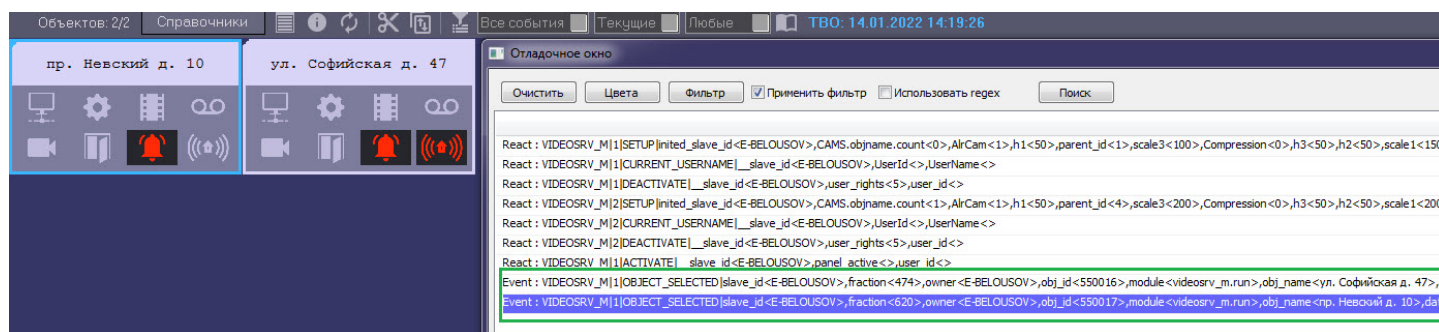 Объектов: 2/2 Справочники Все события Текущие Любые ТВО: 14.01.2022 14:19:26
пр. Невский д. 10
ул. Софийская д. 47
Отладочное окно
Очистить Цвета Фильтр Применить фильтр Использовать regex Поиск
React : VIDEOSRV_M|1|SETUP|inited_slave_id<E-BELOUSOV>,CAMS.objname.count<0>,AlrCam<1>,h1<50>,parent_id<1>,scale3<100>,Compression<0>,h3<50>,h2<50>,scale1<150
React : VIDEOSRV_M|1|CURRENT_USERNAME|__slave_id<E-BELOUSOV>,UserId<>,UserName<>
React : VIDEOSRV_M|1|DEACTIVATE|__slave_id<E-BELOUSOV>,user_rights<5>,user_id<>
React : VIDEOSRV_M|2|SETUP|inited_slave_id<E-BELOUSOV>,CAMS.objname.count<1>,AlrCam<1>,h1<50>,parent_id<4>,scale3<200>,Compression<0>,h3<50>,h2<50>,scale1<200
React : VIDEOSRV_M|2|CURRENT_USERNAME|__slave_id<E-BELOUSOV>,UserId<>,UserName<>
React : VIDEOSRV_M|2|DEACTIVATE|__slave_id<E-BELOUSOV>,user_rights<5>,user_id<>
React : VIDEOSRV_M|1|ACTIVATE|__slave_id<E-BELOUSOV>,panel_active<>,user_id<>
Event : VIDEOSRV_M|1|OBJECT_SELECTED|slave_id<E-BELOUSOV>,fraction<474>,owner<E-BELOUSOV>,obj_id<550016>,module<videosrv_m.run>,obj_name<ул. Софийская д. 47>,
Event : VIDEOSRV_M|1|OBJECT_SELECTED|slave_id<E-BELOUSOV>,fraction<620>,owner<E-BELOUSOV>,obj_id<550017>,module<videosrv_m.run>,obj_name<пр. Невский д. 10>,da